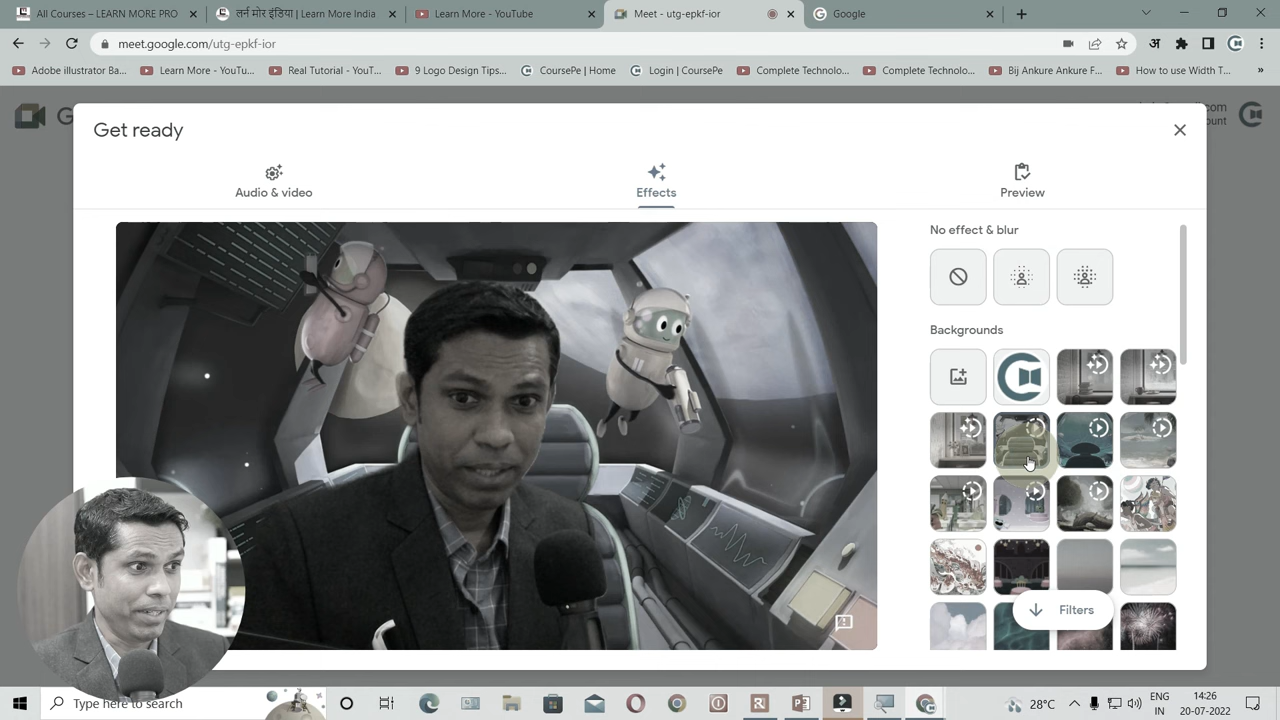 All Courses – LEARN MORE PRO
लर्न मोर इंडिया | Learn More India
Learn More - YouTube
Meet - utg-epkf-ior
Google
meet.google.com/utg-epkf-ior
अ
Adobe illustrator Ba...
Learn More - YouTu...
Real Tutorial - YouT...
9 Logo Design Tips...
CoursePe | Home
Login | CoursePe
Complete Technolo...
Complete Technolo...
Bij Ankure Ankure F...
How to use Width T...
»
Get ready
Audio & video
Effects
Preview
No effect & blur
Backgrounds
Filters
Type here to search
28°C
ENG
IN
14:26
20-07-2022